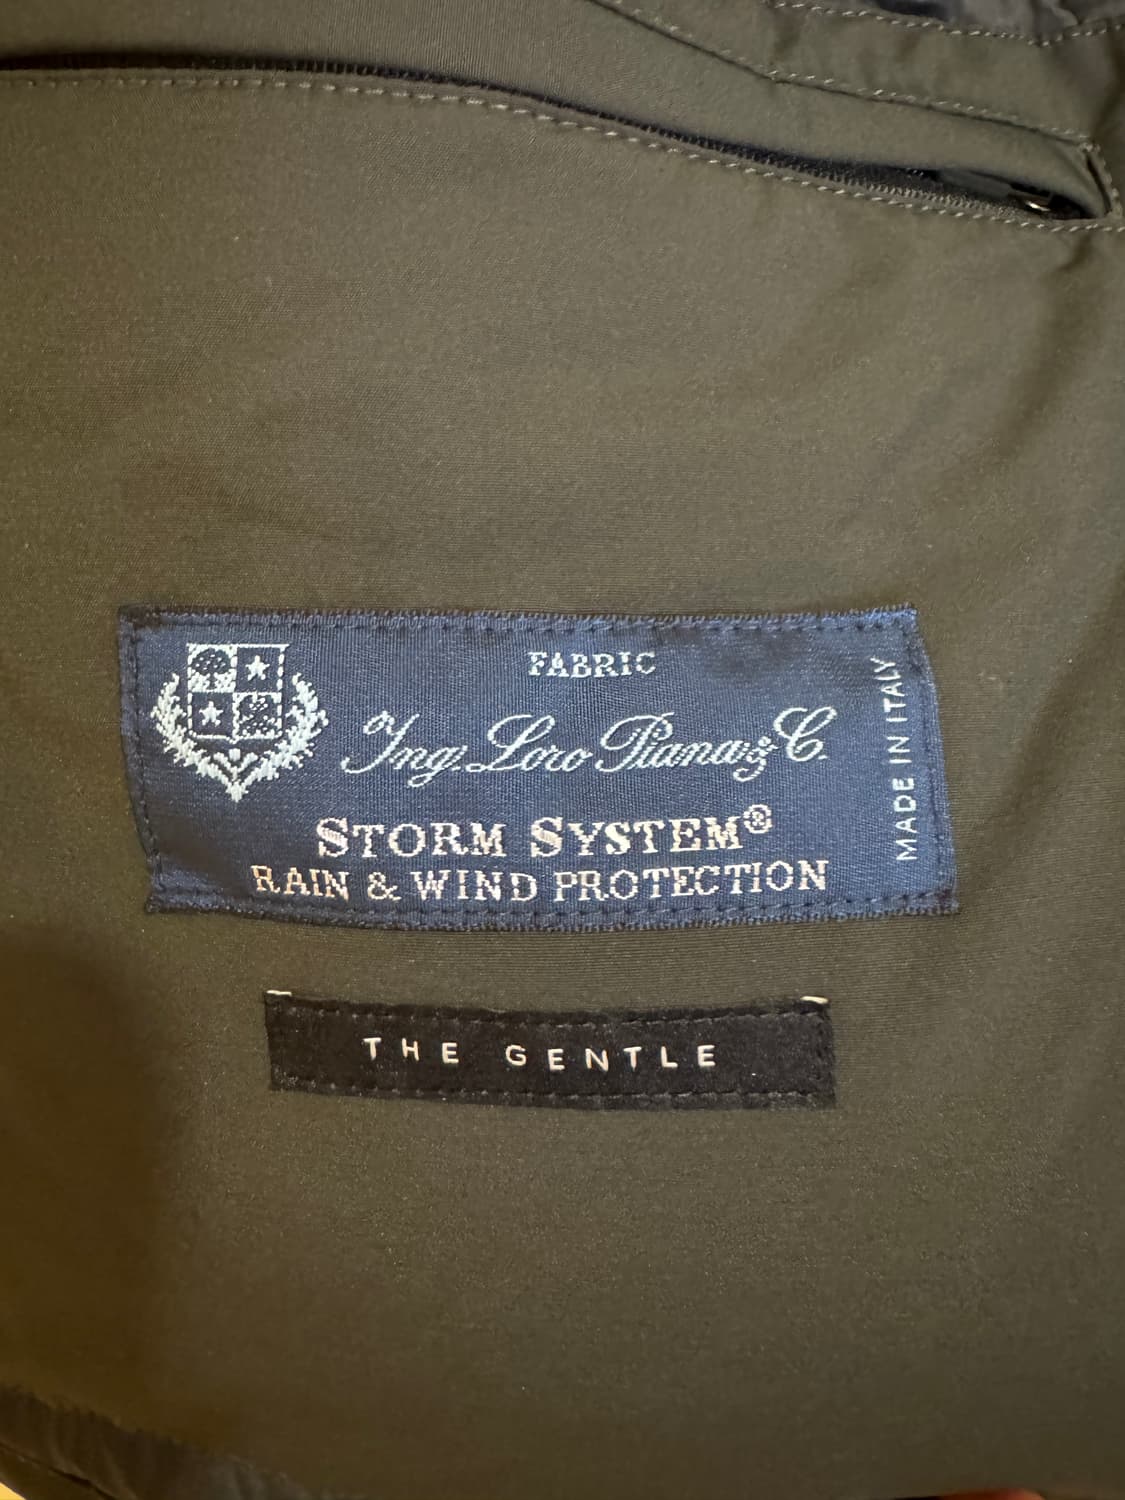 FABRIC
Ing. Loro Piana & C.
STORM SYSTEM®
RAIN & WIND PROTECTION
MADE IN ITALY
THE GENTLE